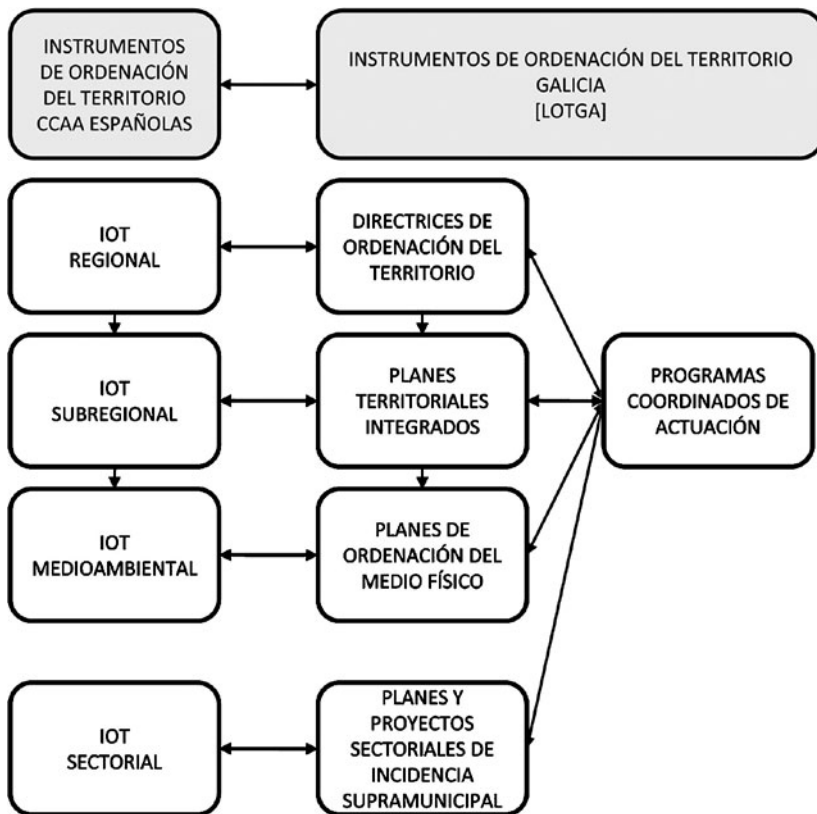 INSTRUMENTOS
DE ORDENACIÓN
DEL TERRITORIO
CCAA ESPAÑOLAS
INSTRUMENTOS DE ORDENACIÓN DEL TERRITORIO
GALICIA
[LOTGA]
IOT
REGIONAL
DIRECTRICES DE
ORDENACIÓN DEL
TERRITORIO
IOT
SUBREGIONAL
PLANES
TERRITORIALES
INTEGRADOS
PROGRAMAS
COORDINADOS DE
ACTUACIÓN
IOT
MEDIOAMBIENTAL
PLANES DE
ORDENACIÓN DEL
MEDIO FÍSICO
IOT
SECTORIAL
PLANES Y
PROYECTOS
SECTORIALES DE
INCIDENCIA
SUPRAMUNICIPAL